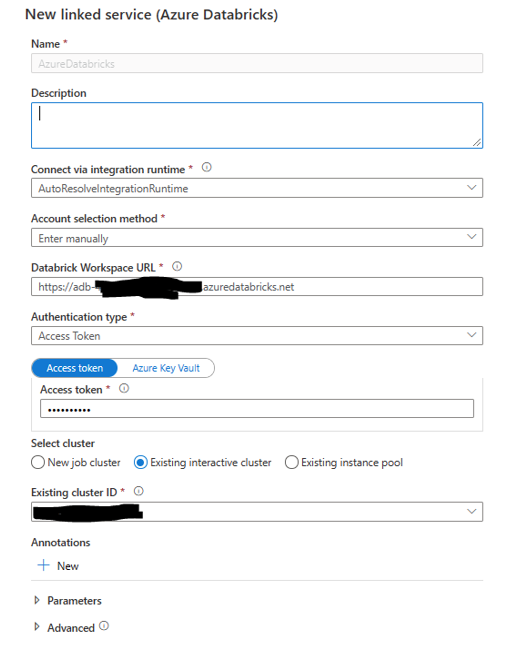 New linked service (Azure Databricks)
Name *
AzureDatabricks
Description
Connect via integration runtime *
AutoResolveIntegrationRuntime
Account selection method *
Enter manually
Databrick Workspace URL *
https://adb-
.azuredatabricks.net
Authentication type *
Access Token
Access token Azure Key Vault
Access token *
••••••••••
Select cluster
New job cluster Existing interactive cluster Existing instance pool
Existing cluster ID *
Annotations
New
Parameters
Advanced